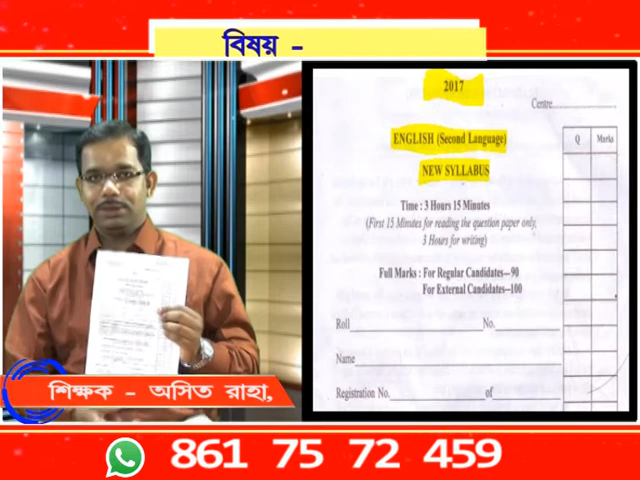 বিষয় -
2017
Centre
ENGLISH (Second Language)
NEW SYLLABUS
Q Marks
Time : 3 Hours 15 Minutes
(First 15 Minutes for reading the question paper only,
3 Hours for writing)
Full Marks : For Regular Candidates—90
For External Candidates—100
Roll No.
Name
Registration No. of
শিক্ষক - অসিত রাহা,
861 75 72 459